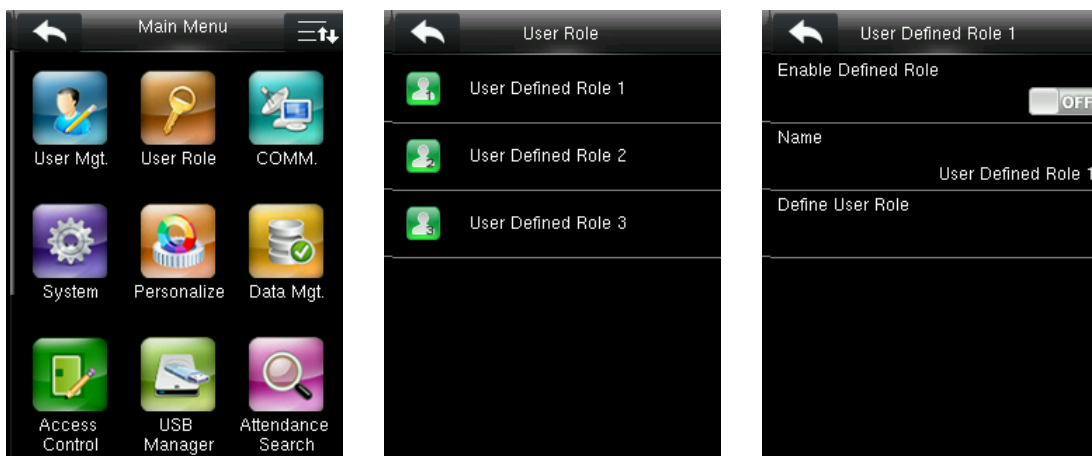 Main Menu
User Mgt.
User Role
COMM.
System
Personalize
Data Mgt.
Access
Control
USB
Manager
Attendance
Search
User Role
User Defined Role 1
User Defined Role 2
User Defined Role 3
User Defined Role 1
Enable Defined Role
OFF
Name
User Defined Role 1
Define User Role